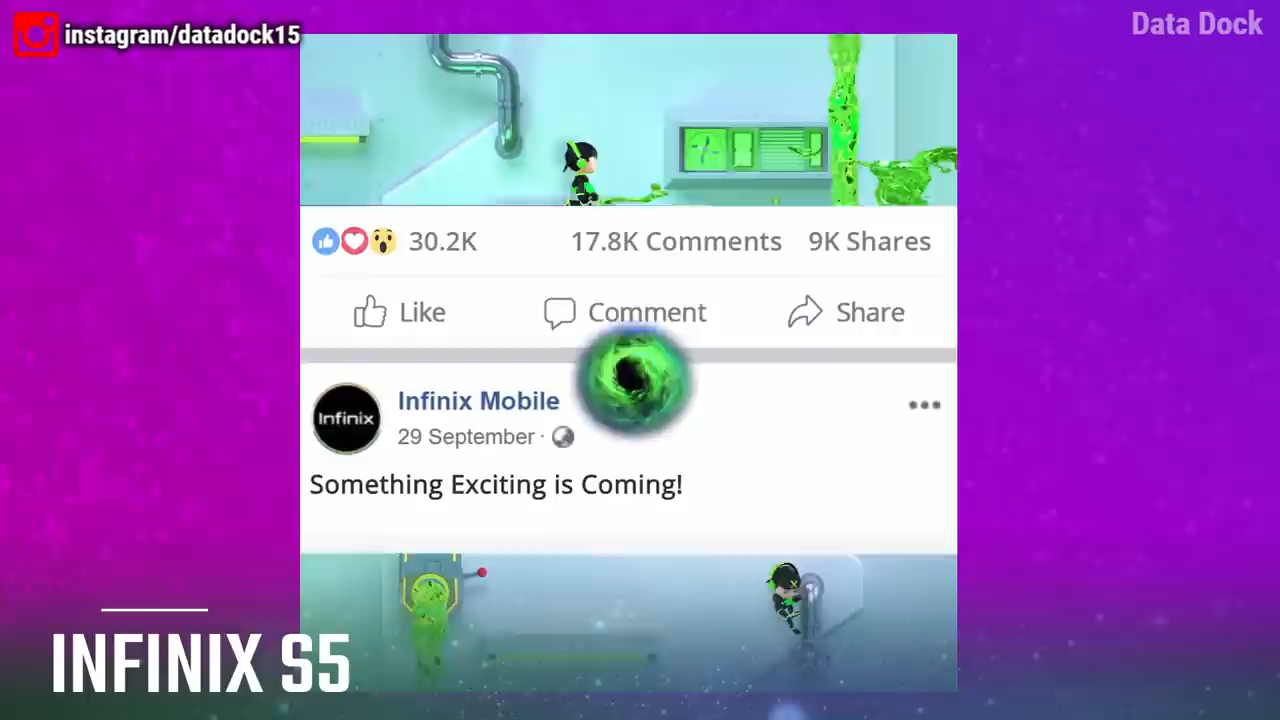 instagram/datadock15
Data Dock
30.2K 17.8K Comments 9K Shares
Like Comment Share
Infinix
Infinix Mobile
29 September ·
Something Exciting is Coming!
X
INFINIX S5